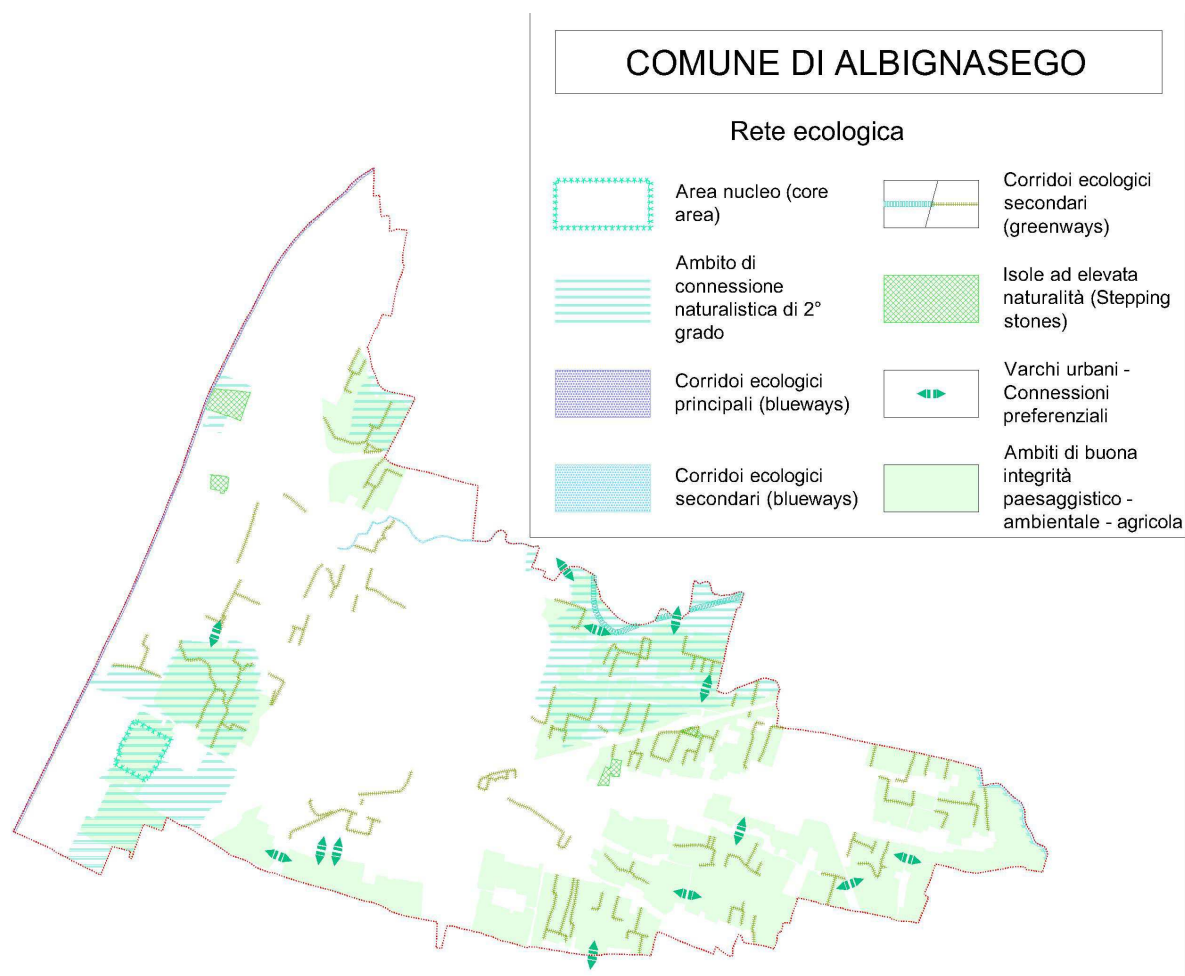 COMUNE DI ALBIGNASEGO
Rete ecologica
Area nucleo (core
area)
Ambito di
connessione
naturalistica di 2°
grado
Corridoi ecologici
principali (blueways)
Corridoi ecologici
secondari (blueways)
Corridoi ecologici
secondari
(greenways)
Isole ad elevata
naturalità (Stepping
stones)
Varchi urbani -
Connessioni
preferenziali
Ambiti di buona
integrità
paesaggistico -
ambientale - agricola